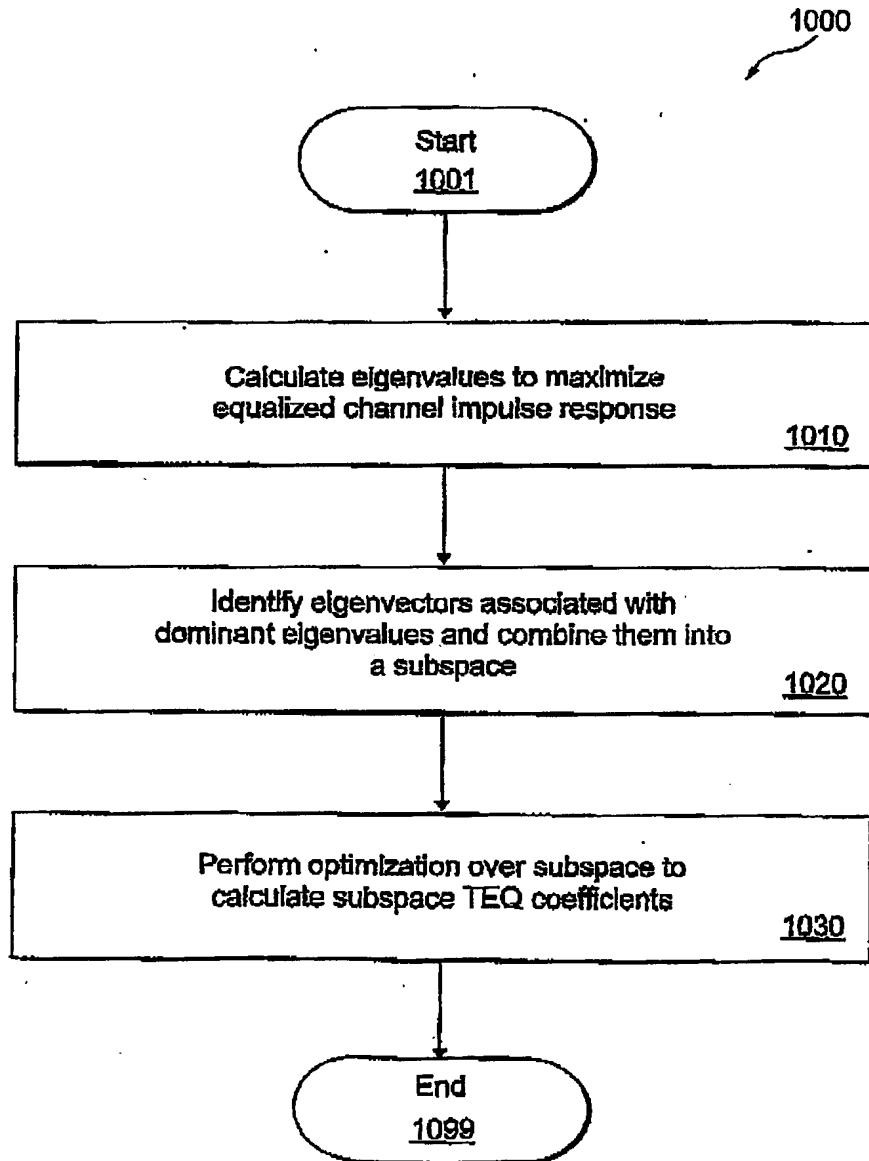 1000
Start
1001
Calculate eigenvalues to maximize
equalized channel impulse response
1010
Identify eigenvectors associated with
dominant eigenvalues and combine them into
a subspace
1020
Perform optimization over subspace to
calculate subspace TEQ coefficients
1030
End
1099